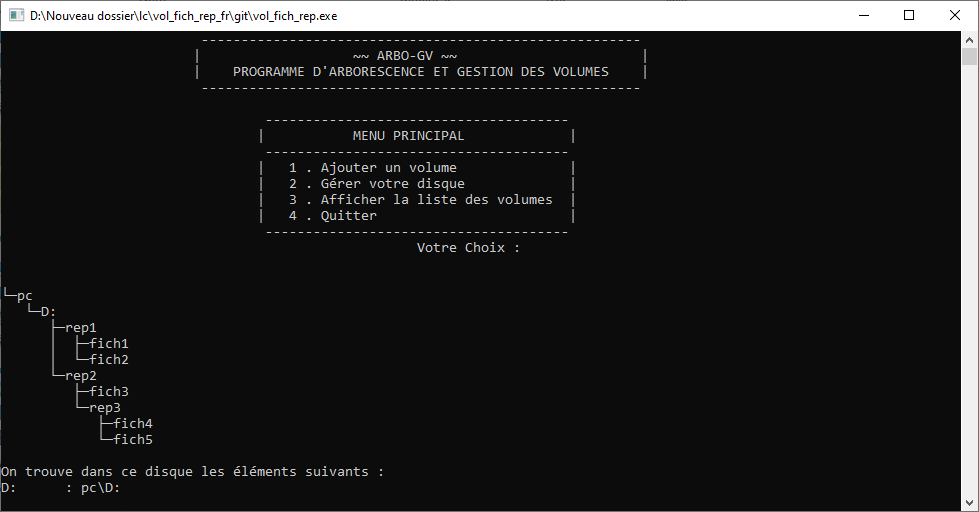 D:\Nouveau dossier\lc\vol_fich_rep_fr\git\vol_fich_rep.exe
~~ ARBO-GV ~~
PROGRAMME D'ARBORESCENCE ET GESTION DES VOLUMES
MENU PRINCIPAL
1 . Ajouter un volume
2 . Gérer votre disque
3 . Afficher la liste des volumes
4 . Quitter
Votre Choix :
└─pc
   └─D:
      ├─rep1
      │  ├─fich1
      │  └─fich2
      └─rep2
         ├─fich3
         └─rep3
            ├─fich4
            └─fich5
On trouve dans ce disque les éléments suivants :
D:      : pc\D: